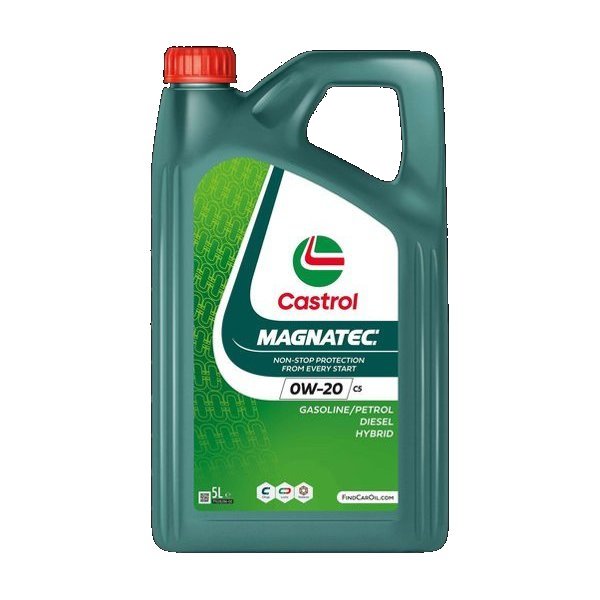 Castrol
MAGNATEC
NON-STOP PROTECTION
FROM EVERY START
0W-20 C5
GASOLINE/PETROL
DIESEL
HYBRID
5L e
FINDCAROIL.COM